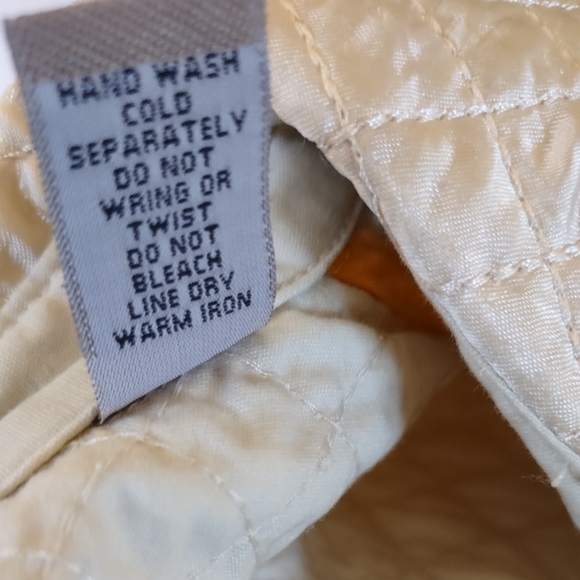 HAND WASH
COLD
SEPARATELY
DO NOT
WRING OR
TWIST
DO NOT
BLEACH
LINE DRY
WARM IRON